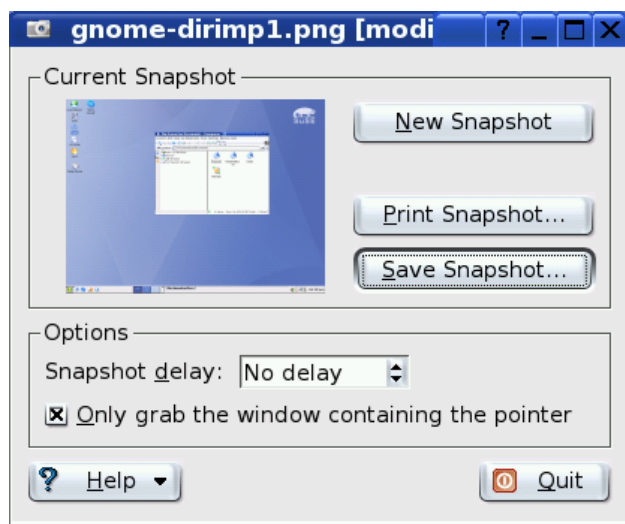 gnome-dirimp1.png [modi
?
Current Snapshot
New Snapshot
Print Snapshot...
Save Snapshot...
Options
Snapshot delay: No delay
Only grab the window containing the pointer
? Help
Quit